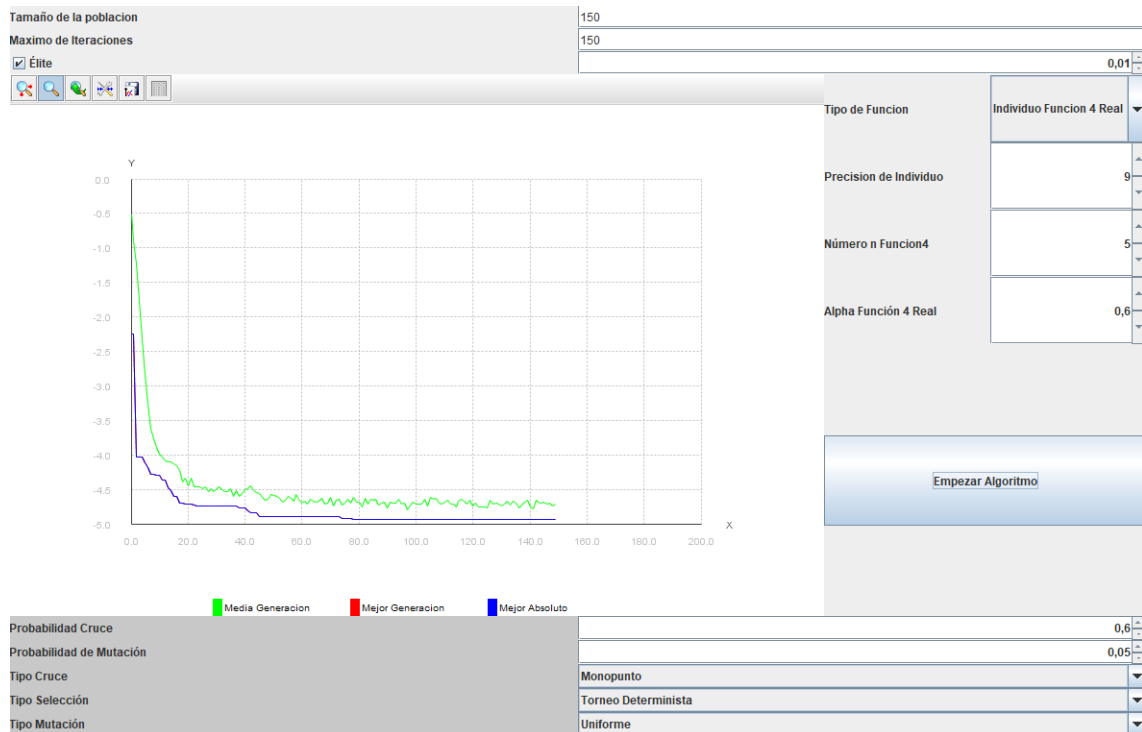 Tamaño de la poblacion 150
Maximo de Iteraciones 150
Élite 0,01
Tipo de Funcion Individuo Funcion 4 Real
Precision de Individuo 9
Número n Funcion4 5
Alpha Función 4 Real 0,6
Empezar Algoritmo
Y
0.0
-0.5
-1.0
-1.5
-2.0
-2.5
-3.0
-3.5
-4.0
-4.5
-5.0
X
0.0 20.0 40.0 60.0 80.0 100.0 120.0 140.0 160.0 180.0 200.0
Media Generacion Mejor Generacion Mejor Absoluto
Probabilidad Cruce 0,6
Probabilidad de Mutación 0,05
Tipo Cruce Monopunto
Tipo Selección Torneo Determinista
Tipo Mutación Uniforme